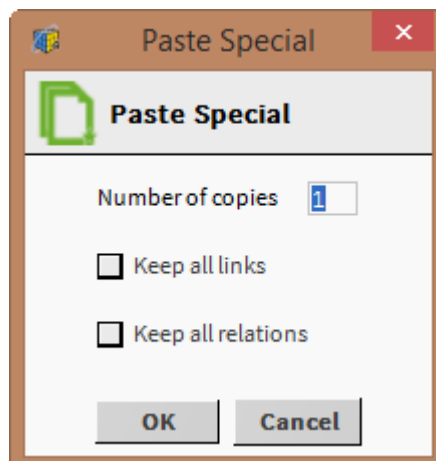 Paste Special
Paste Special
Number of copies 1
Keep all links
Keep all relations
OK Cancel